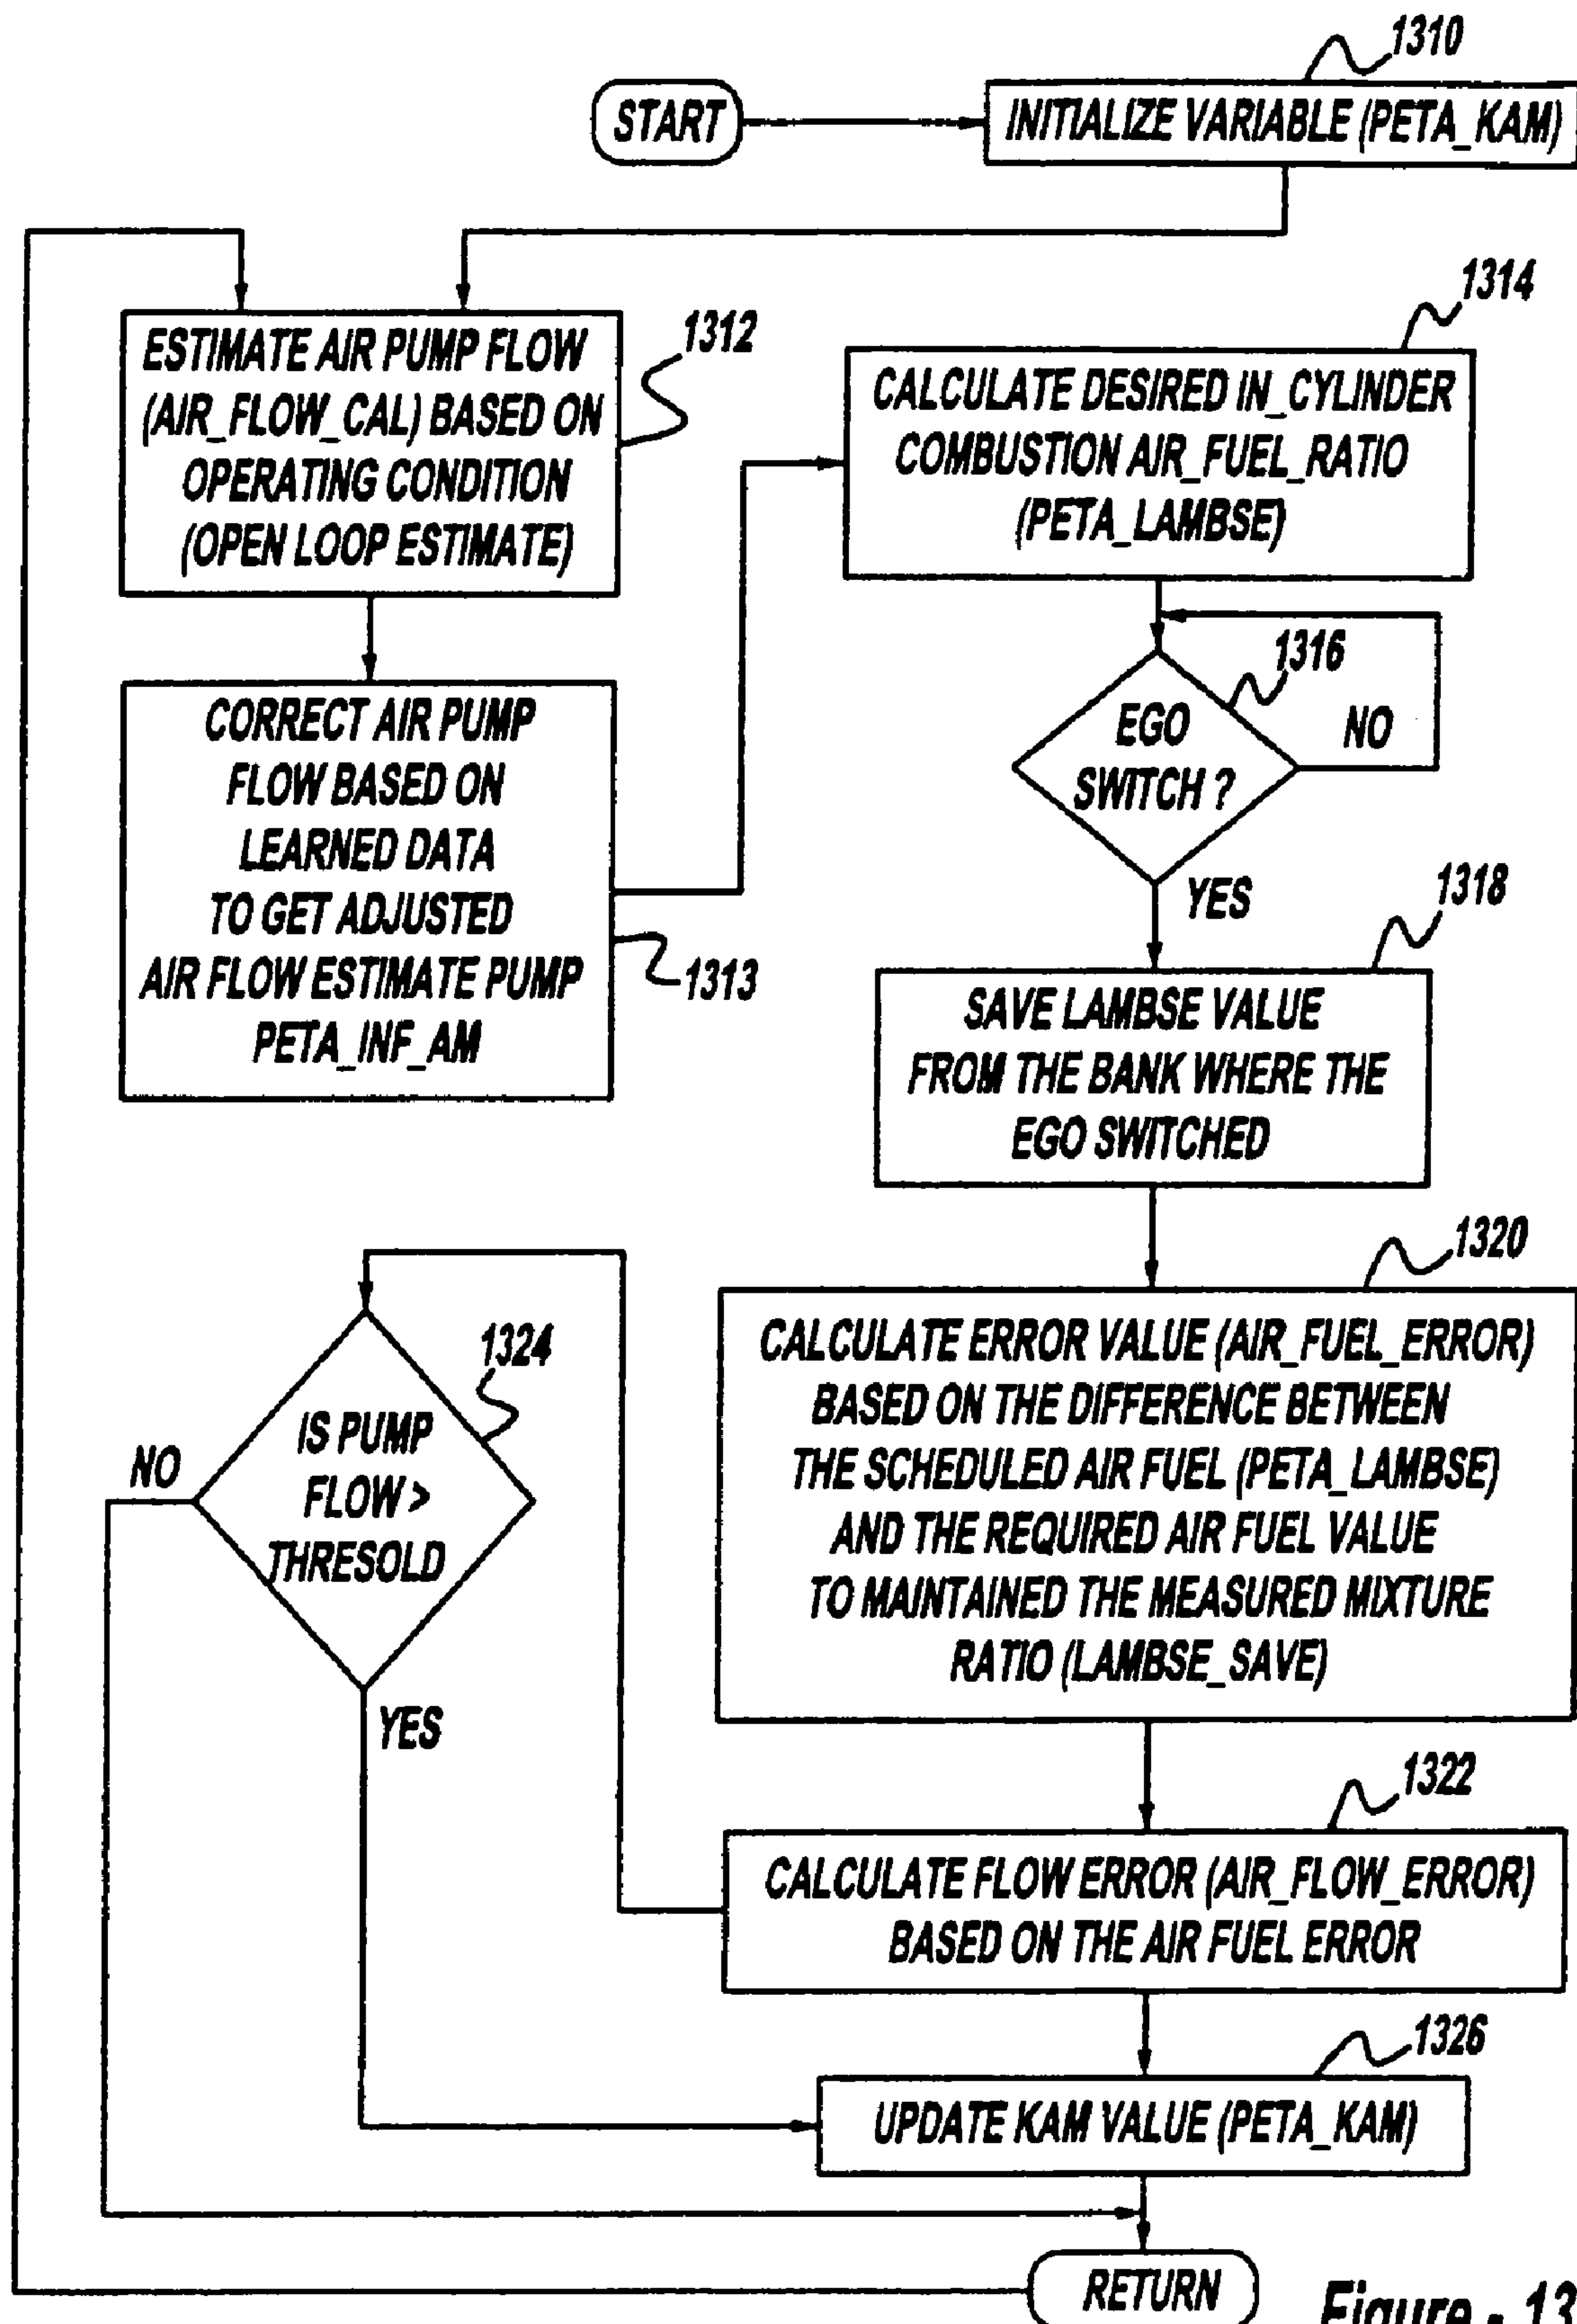 1310
START
INITIALIZE VARIABLE (PETA_KAM)
ESTIMATE AIR PUMP FLOW
(AIR_FLOW_CAL) BASED ON
OPERATING CONDITION
(OPEN LOOP ESTIMATE)
1312
CORRECT AIR PUMP
FLOW BASED ON
LEARNED DATA
TO GET ADJUSTED
AIR FLOW ESTIMATE PUMP
PETA_INF_AM
1313
1314
CALCULATE DESIRED IN_CYLINDER
COMBUSTION AIR_FUEL_RATIO
(PETA_LAMBSE)
1316
EGO
SWITCH ?
NO
YES
1318
SAVE LAMBSE VALUE
FROM THE BANK WHERE THE
EGO SWITCHED
1320
CALCULATE ERROR VALUE (AIR_FUEL_ERROR)
BASED ON THE DIFFERENCE BETWEEN
THE SCHEDULED AIR FUEL (PETA_LAMBSE)
AND THE REQUIRED AIR FUEL VALUE
TO MAINTAINED THE MEASURED MIXTURE
RATIO (LAMBSE_SAVE)
1322
CALCULATE FLOW ERROR (AIR_FLOW_ERROR)
BASED ON THE AIR FUEL ERROR
1324
IS PUMP
FLOW >
THRESOLD
NO
YES
1326
UPDATE KAM VALUE (PETA_KAM)
RETURN
Figure - 13